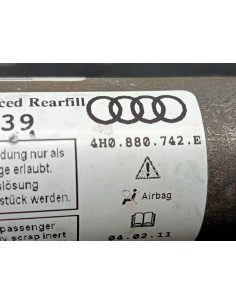 ced Rearfill
39
4H0.880.742.E
dung nur als
ge erlaubt.
lösung
stück werden.
Airbag
passenger
ly scrap inert
04.02.11